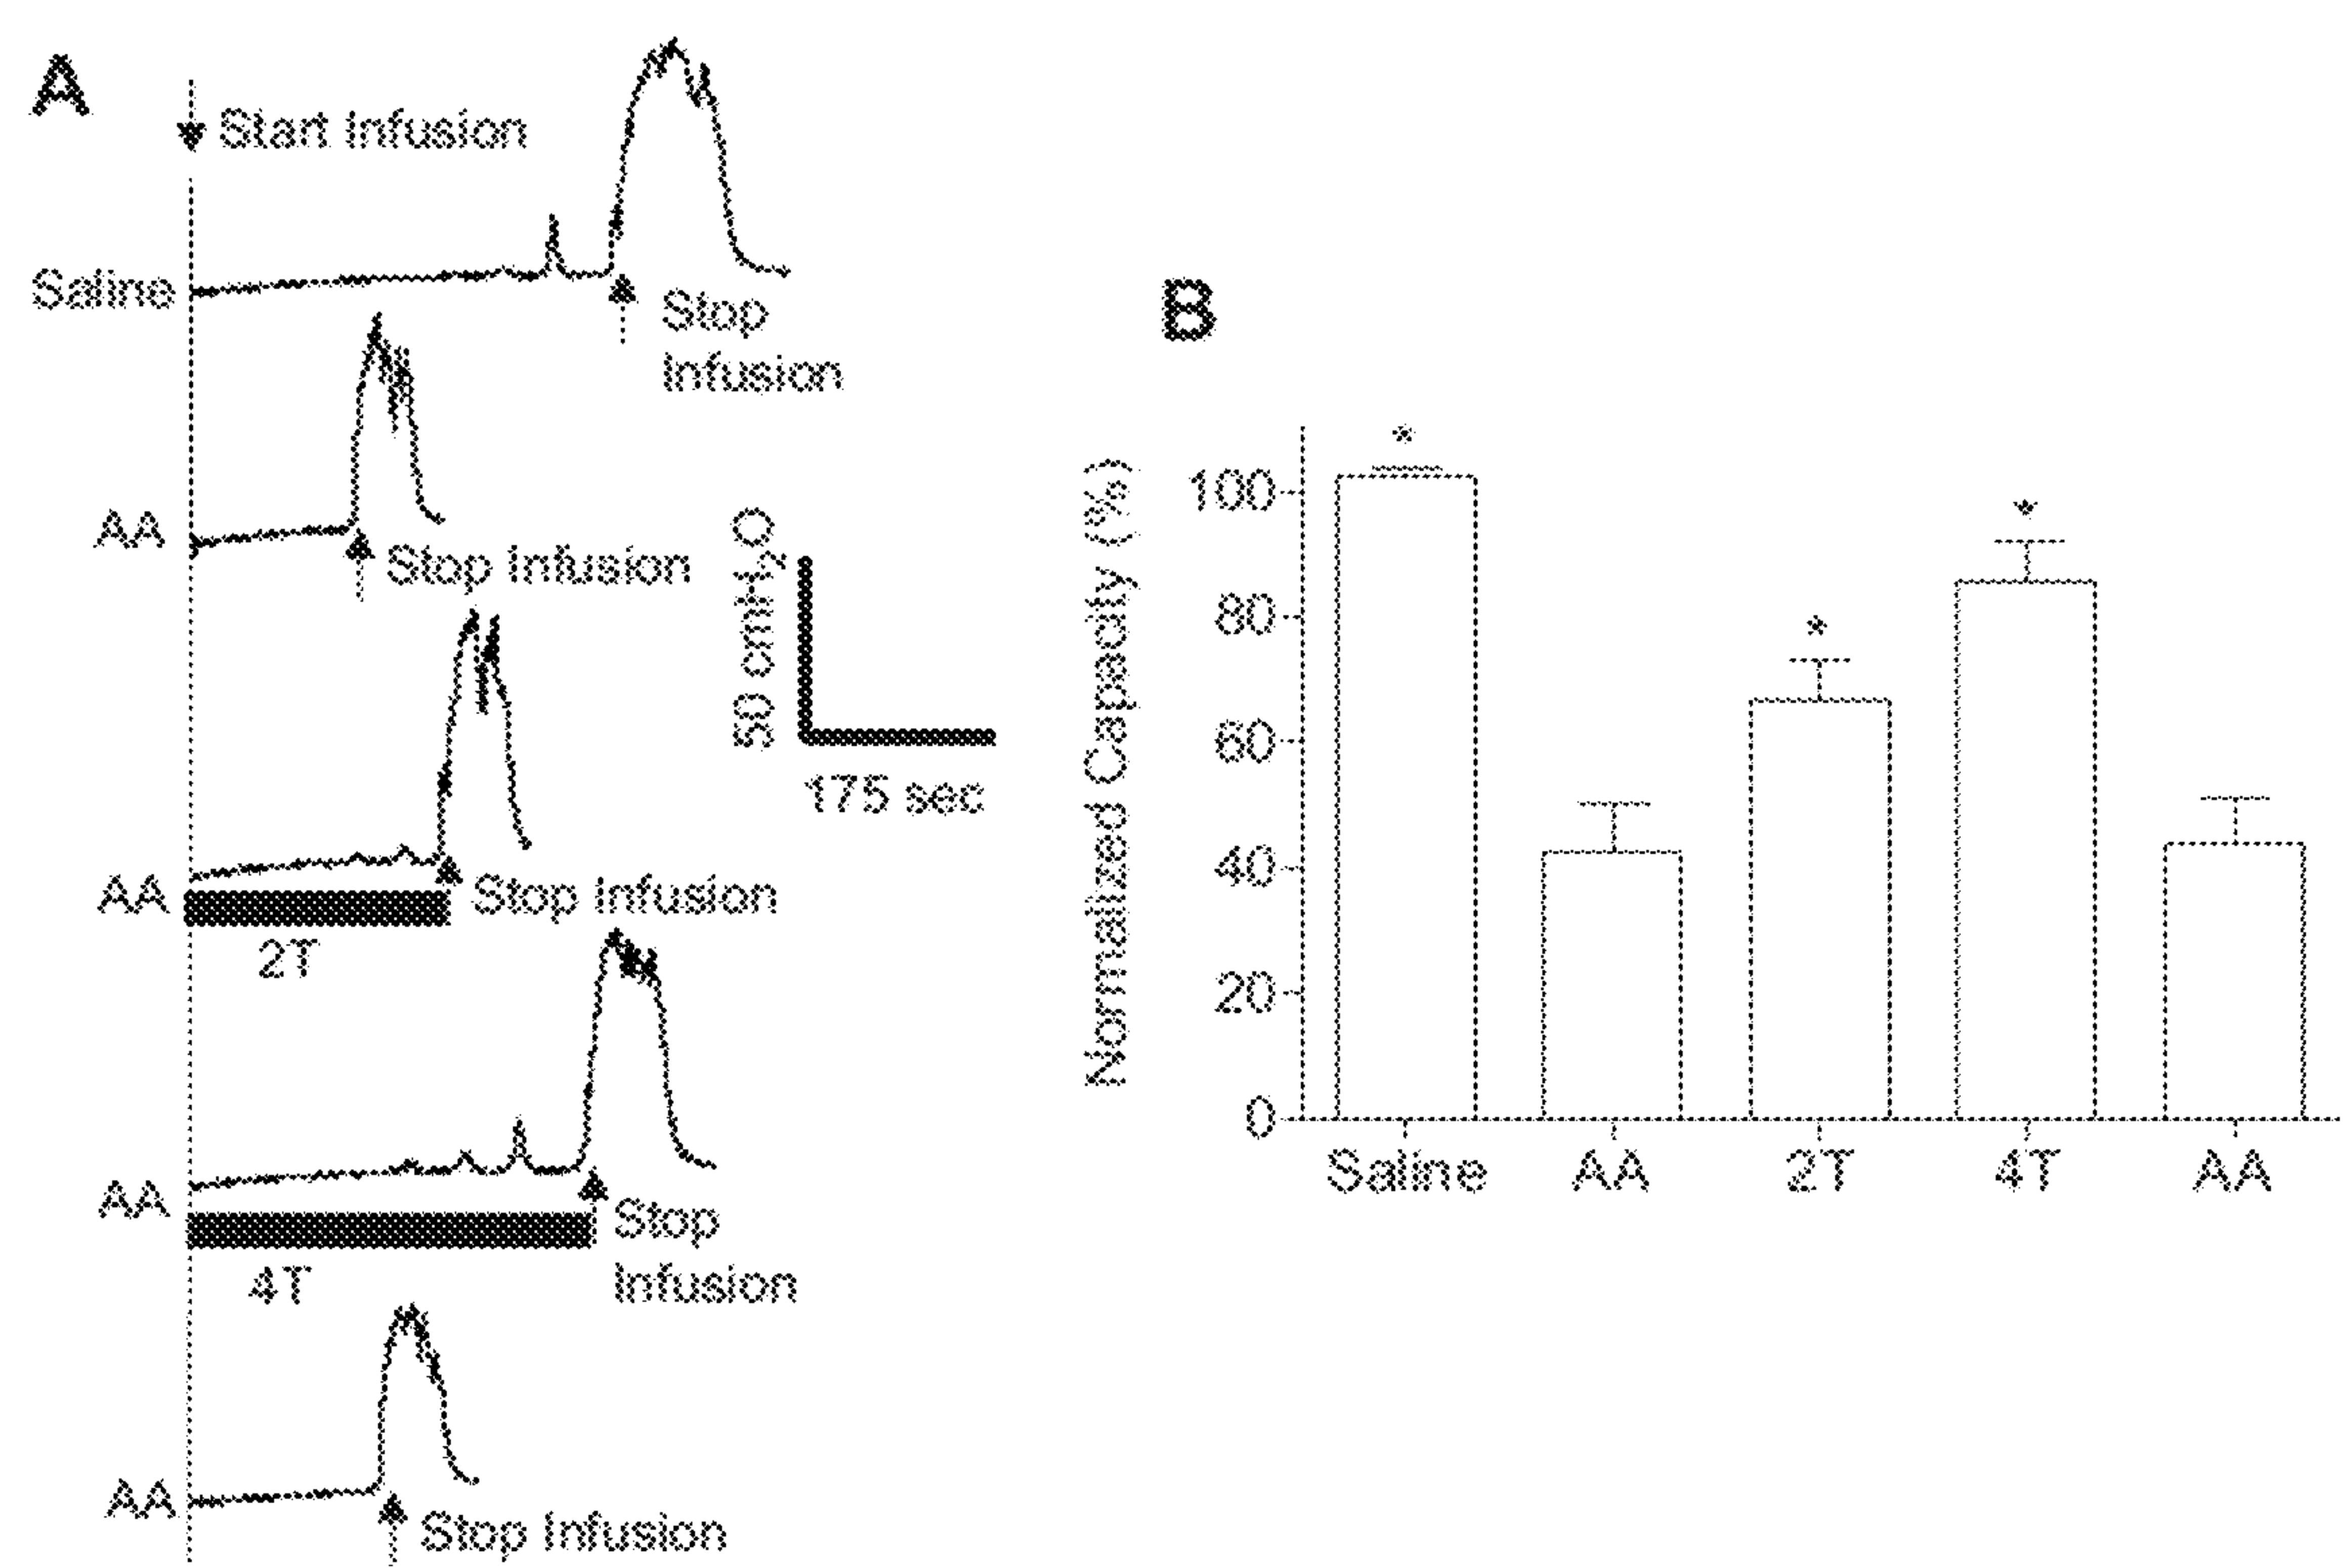 A
Start Infusion
Saline
Stop
Infusion
AA
Stop Infusion
AA
Stop Infusion
2T
AA
Stop
Infusion
4T
AA
Stop Infusion
50 cmH₂O
175 sec
B
Normalized Capacity (%)
100
80
60
40
20
0
*
*
*
*
Saline AA 2T 4T AA